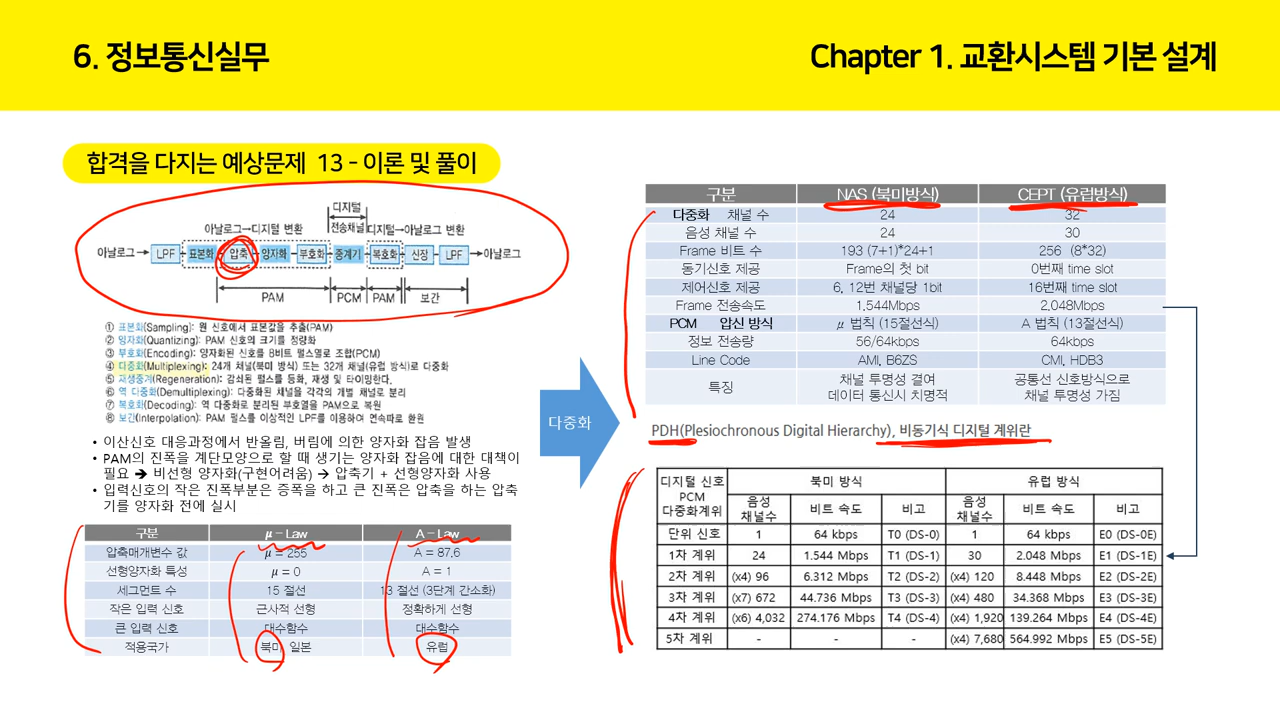 6. 정보통신실무
Chapter 1. 교환시스템 기본 설계
합격을 다지는 예상문제 13 - 이론 및 풀이
디지털
아날로그→디지털 변환 전송채널 디지털→아날로그 변환
아날로그→ LPF 표본화 압축 양자화 부호화 중계기 복호화 신장 LPF →아날로그
PAM PCM PAM 보간
① 표본화(Sampling): 원 신호에서 표본값을 추출(PAM)
② 양자화(Quantizing): PAM 신호의 크기를 정량화
③ 부호화(Encoding): 양자화된 신호를 8비트 펄스열로 조합(PCM)
④ 다중화(Multiplexing): 24개 채널(북미 방식) 또는 32개 채널(유럽 방식)로 다중화
⑤ 재생중계(Regeneration): 감쇠된 펄스를 등화, 재생 및 타이밍한다.
⑥ 역 다중화(Demultiplexing): 다중화된 채널을 각각의 개별 채널로 분리
⑦ 복호화(Decoding): 역 다중화로 분리된 부호열을 PAM으로 복원
⑧ 보간(Interpolation): PAM 펄스를 이상적인 LPF를 이용하여 연속파로 환원
• 이산신호 대응과정에서 반올림, 버림에 의한 양자화 잡음 발생
• PAM의 진폭을 계단모양으로 할 때 생기는 양자화 잡음에 대한 대책이
필요 ➔ 비선형 양자화(구현어려움) → 압축기 + 선형양자화 사용
• 입력신호의 작은 진폭부분은 증폭을 하고 큰 진폭은 압축을 하는 압축
기를 양자화 전에 실시
구분 μ – Law A – Law
압축매개변수 값 μ = 255 A = 87.6
선형양자화 특성 μ = 0 A = 1
세그먼트 수 15 절선 13 절선 (3단계 간소화)
작은 입력 신호 근사적 선형 정확하게 선형
큰 입력 신호 대수함수 대수함수
적용국가 북미 일본 유럽
다중화
구분 NAS (북미방식) CEPT (유럽방식)
다중화 채널 수 24 32
음성 채널 수 24 30
Frame 비트 수 193 (7+1)*24+1 256 (8*32)
동기신호 제공 Frame의 첫 bit 0번째 time slot
제어신호 제공 6, 12번 채널당 1bit 16번째 time slot
Frame 전송속도 1.544Mbps 2.048Mbps
PCM 압신 방식 μ 법칙 (15절선식) A 법칙 (13절선식)
정보 전송량 56/64kbps 64kbps
Line Code AMI, B6ZS CMI, HDB3
특징 채널 투명성 결여 공통선 신호방식으로
데이터 통신시 치명적 채널 투명성 가짐
PDH(Plesiochronous Digital Hierarchy), 비동기식 디지털 계위란
디지털 신호 PCM 다중화계위 북미 방식 유럽 방식
음성 채널수 비트 속도 비고 음성 채널수 비트 속도 비고
단위 신호 1 64 kbps T0 (DS-0) 1 64 kbps E0 (DS-0E)
1차 계위 24 1.544 Mbps T1 (DS-1) 30 2.048 Mbps E1 (DS-1E)
2차 계위 (x4) 96 6.312 Mbps T2 (DS-2) (x4) 120 8.448 Mbps E2 (DS-2E)
3차 계위 (x7) 672 44.736 Mbps T3 (DS-3) (x4) 480 34.368 Mbps E3 (DS-3E)
4차 계위 (x6) 4,032 274.176 Mbps T4 (DS-4) (x4) 1,920 139.264 Mbps E4 (DS-4E)
5차 계위 - - - (x4) 7,680 564.992 Mbps E5 (DS-5E)